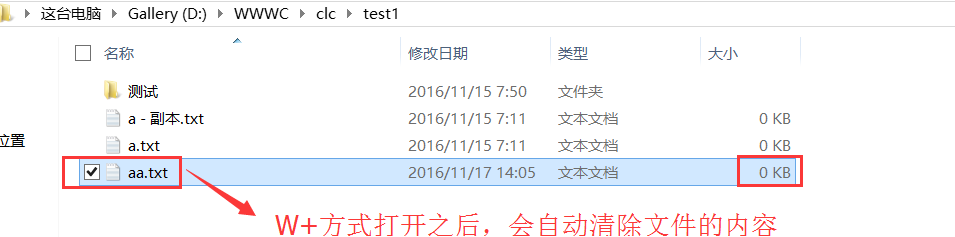 这台电脑 › Gallery (D:) › WWWC › clc › test1
名称 修改日期 类型 大小
测试 2016/11/15 7:50 文件夹
a - 副本.txt 2016/11/15 7:11 文本文档 0 KB
位置
a.txt 2016/11/15 7:11 文本文档 0 KB
aa.txt 2016/11/17 14:05 文本文档 0 KB
W+方式打开之后，会自动清除文件的内容